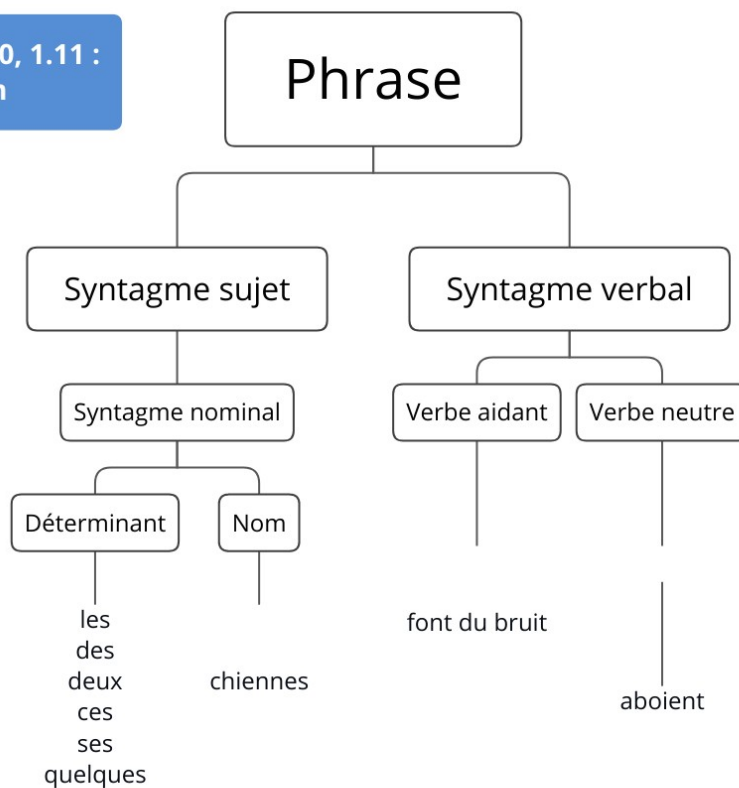 0, 1.11 :
n
Phrase
Syntagme sujet
Syntagme verbal
Syntagme nominal
Verbe aidant
Verbe neutre
Déterminant
Nom
les
des
deux
ces
ses
quelques
chiennes
font du bruit
aboient